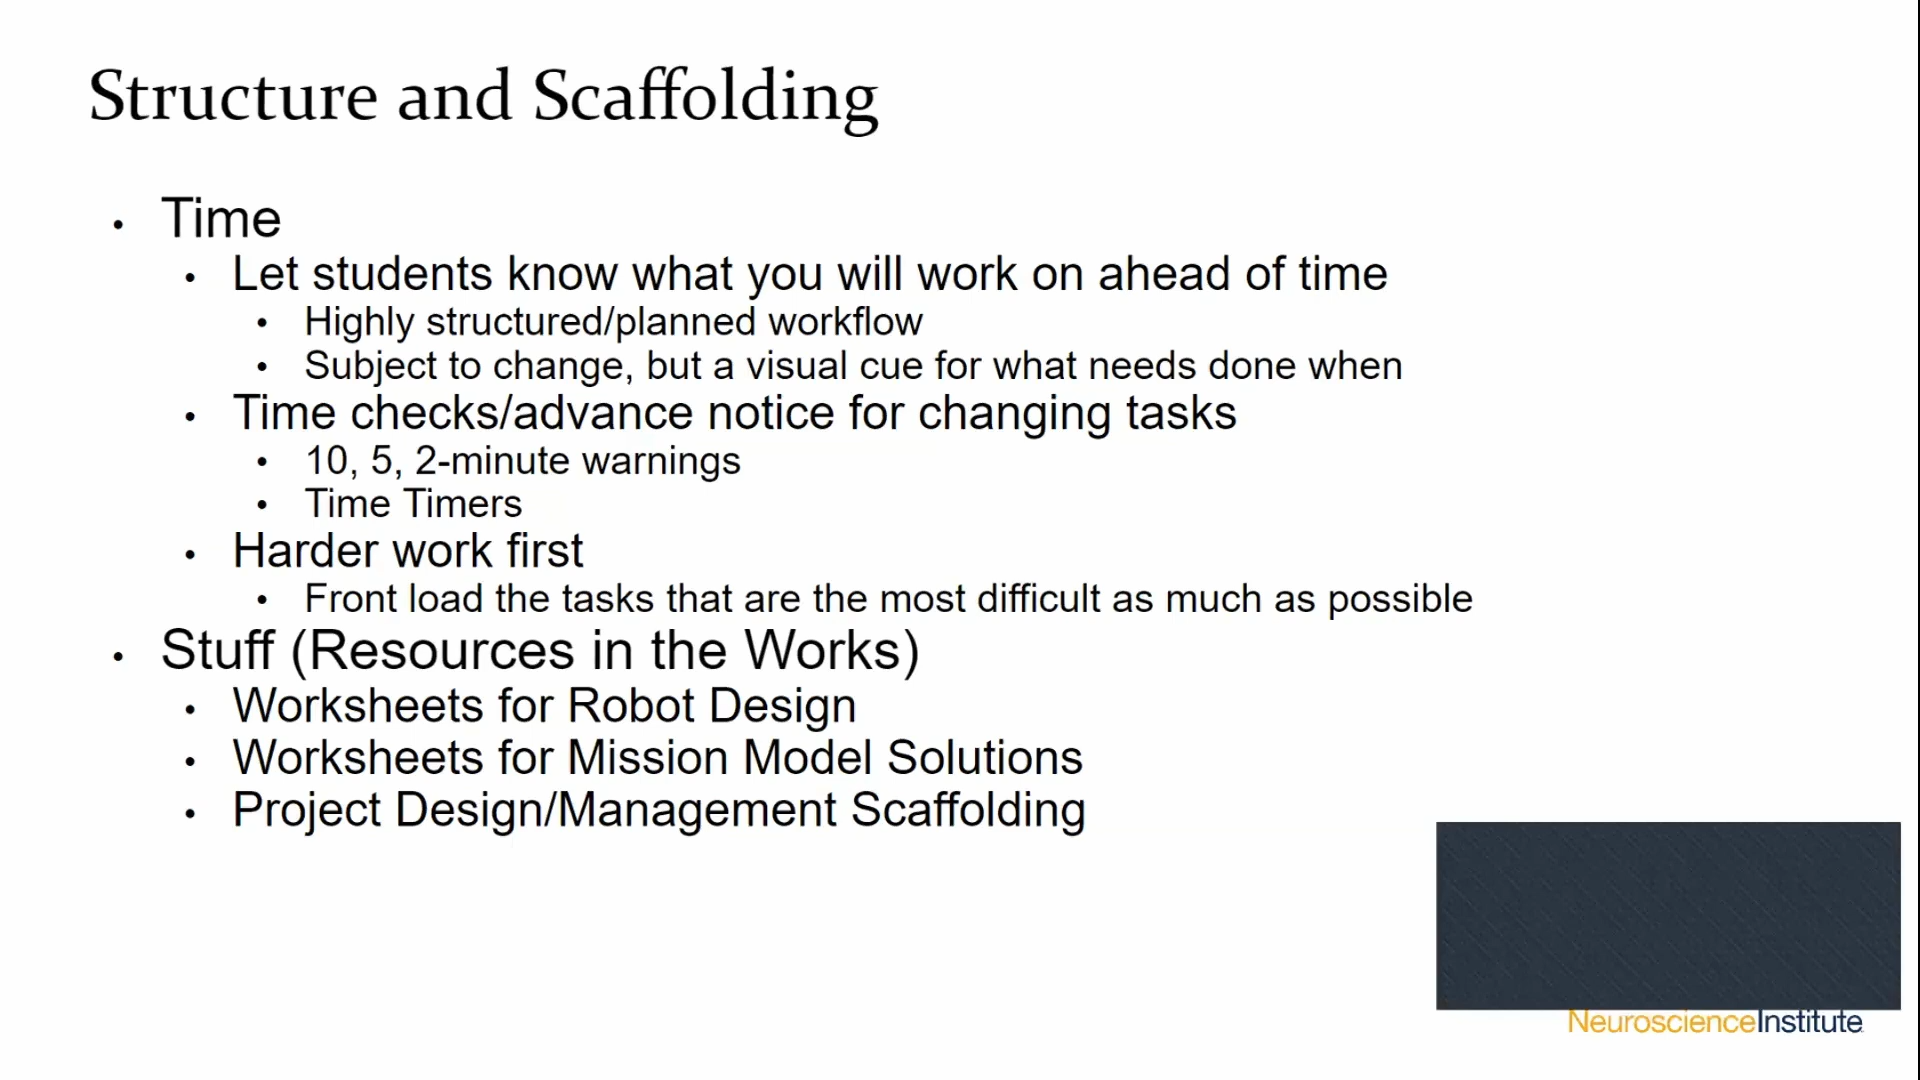 Structure and Scaffolding
• Time
• Let students know what you will work on ahead of time
• Highly structured/planned workflow
• Subject to change, but a visual cue for what needs done when
• Time checks/advance notice for changing tasks
• 10, 5, 2-minute warnings
• Time Timers
• Harder work first
• Front load the tasks that are the most difficult as much as possible
• Stuff (Resources in the Works)
• Worksheets for Robot Design
• Worksheets for Mission Model Solutions
• Project Design/Management Scaffolding
NeuroscienceInstitute